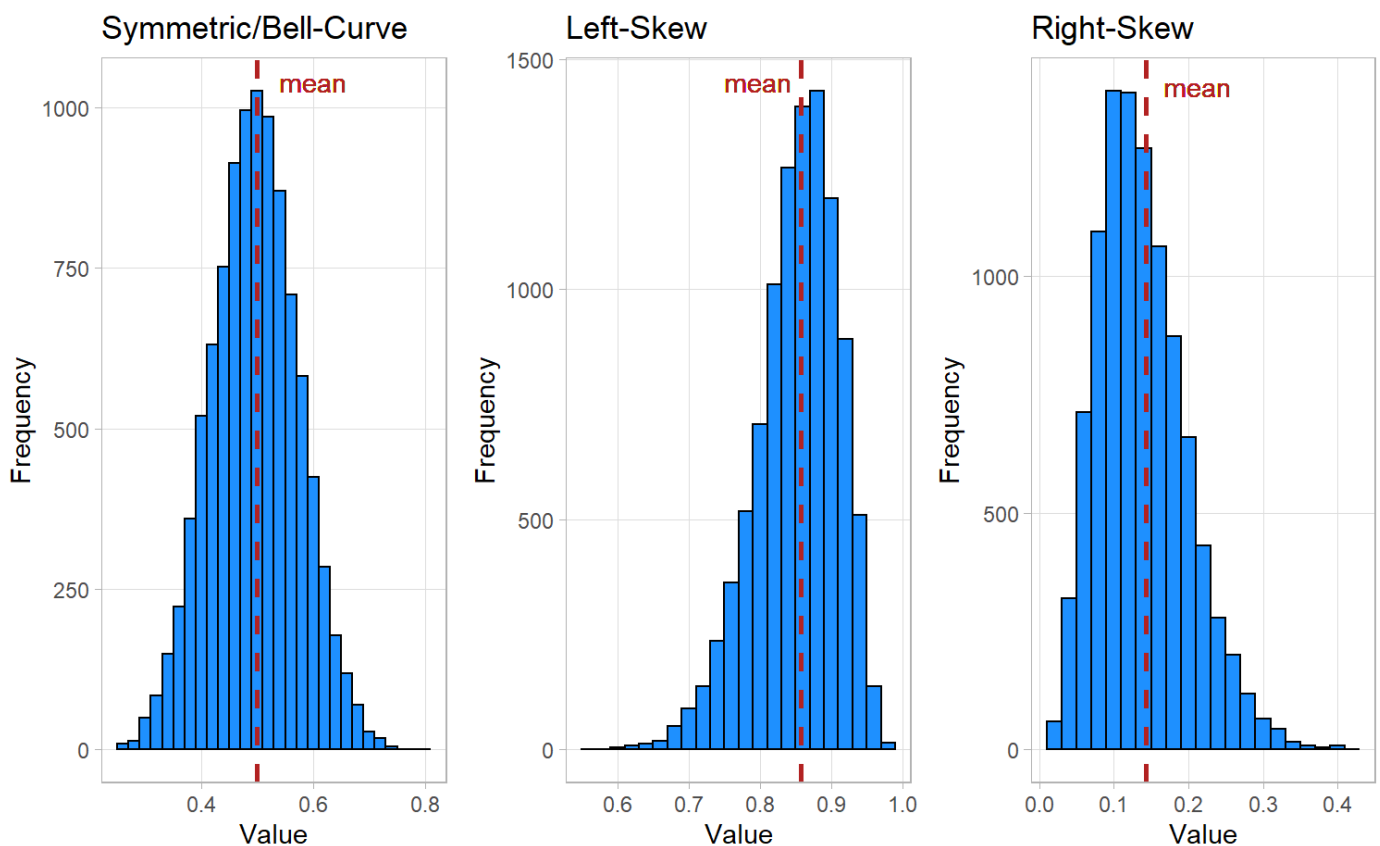 Symmetric/Bell-Curve
mean
1000
750
500
250
0
Frequency
0.4 0.6 0.8
Value
Left-Skew
mean
1500
1000
500
0
Frequency
0.6 0.7 0.8 0.9 1.0
Value
Right-Skew
mean
1000
500
0
Frequency
0.0 0.1 0.2 0.3 0.4
Value